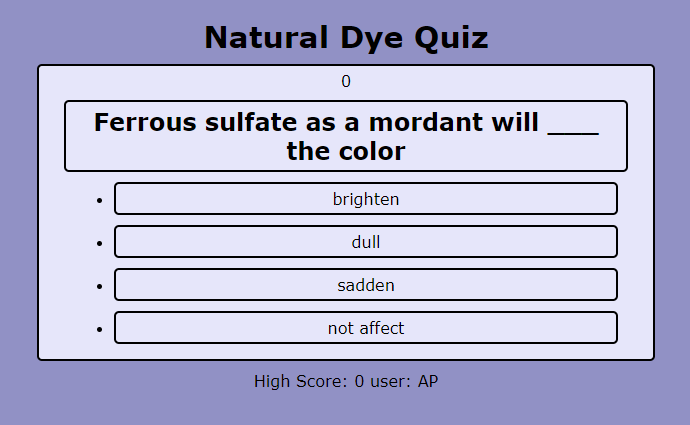 Natural Dye Quiz
0
Ferrous sulfate as a mordant will ___
the color
brighten
dull
sadden
not affect
High Score: 0 user: AP